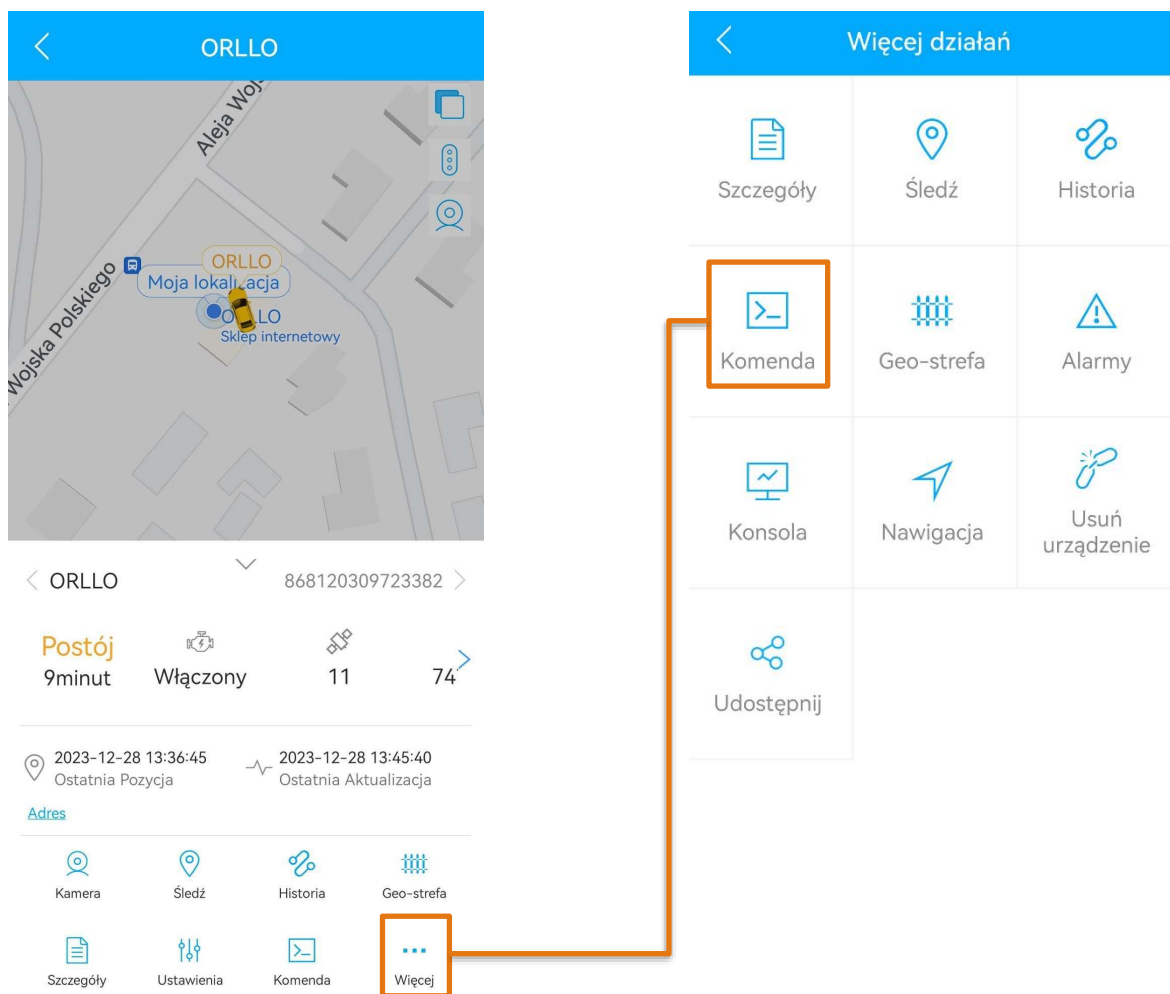 ORLLO
Aleja Woj
Wojska Polskiego
ORLLO
Moja lokalizacja
ORLLO
Sklep internetowy
ORLLO
868120309723382
Postój
9minut
Włączony
11
74
2023-12-28 13:36:45
Ostatnia Pozycja
2023-12-28 13:45:40
Ostatnia Aktualizacja
Adres
Kamera
Śledź
Historia
Geo-strefa
Szczegóły
Ustawienia
Komenda
Więcej
Więcej działań
Szczegóły
Śledź
Historia
Komenda
Geo-strefa
Alarmy
Konsola
Nawigacja
Usuń
urządzenie
Udostępnij